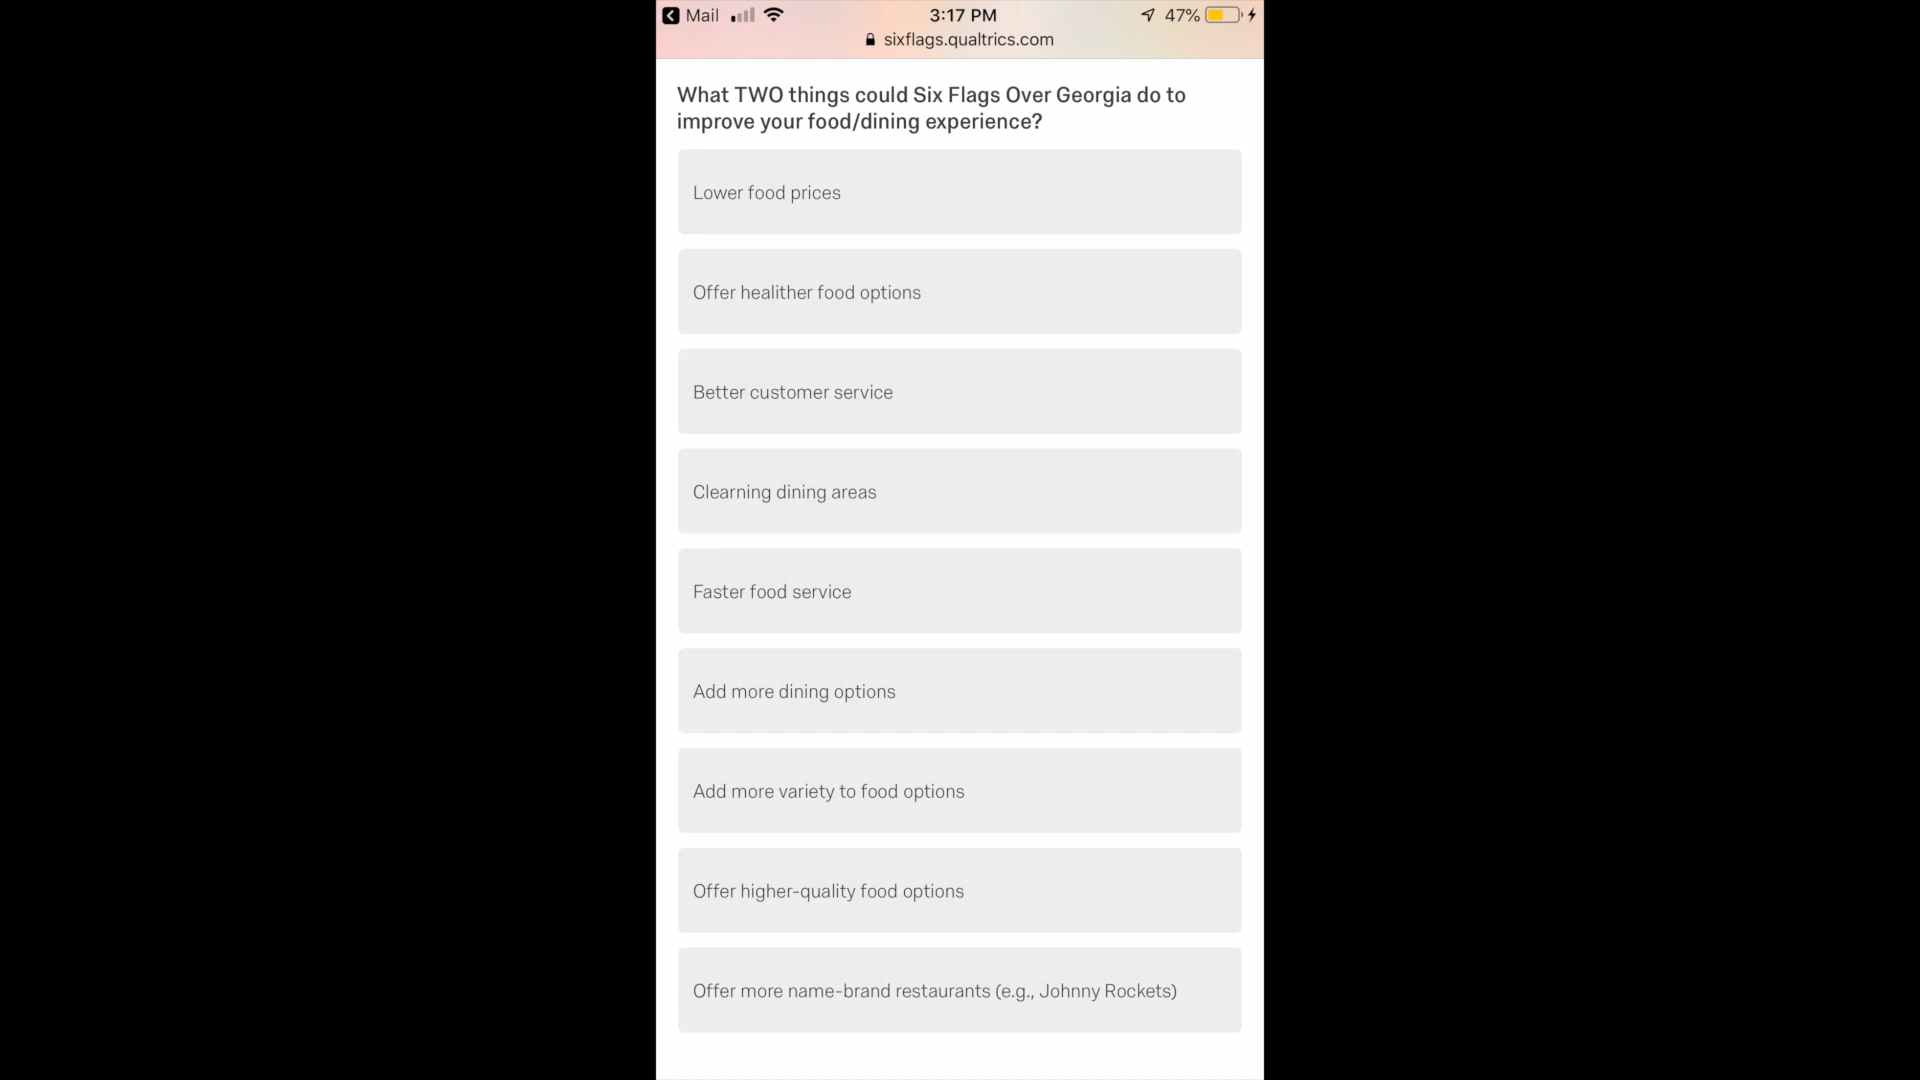 Mail
3:17 PM
47%
sixflags.qualtrics.com
What TWO things could Six Flags Over Georgia do to
improve your food/dining experience?
Lower food prices
Offer healither food options
Better customer service
Clearning dining areas
Faster food service
Add more dining options
Add more variety to food options
Offer higher-quality food options
Offer more name-brand restaurants (e.g., Johnny Rockets)